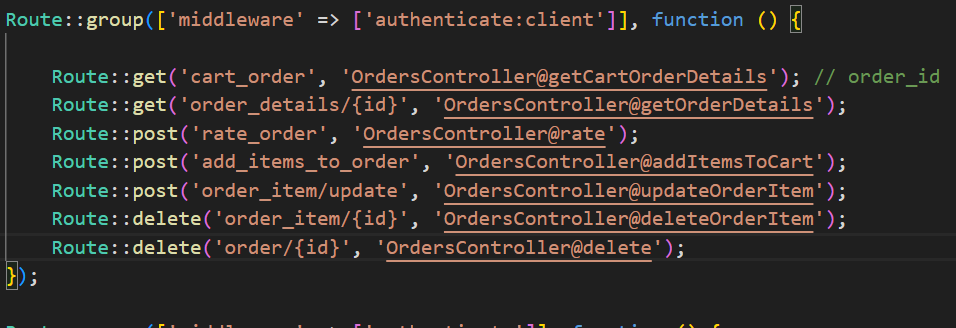 Route::group(['middleware' => ['authenticate:client']], function () {
Route::get('cart_order', 'OrdersController@getCartOrderDetails'); // order_id
Route::get('order_details/{id}', 'OrdersController@getOrderDetails');
Route::post('rate_order', 'OrdersController@rate');
Route::post('add_items_to_order', 'OrdersController@addItemsToCart');
Route::post('order_item/update', 'OrdersController@updateOrderItem');
Route::delete('order_item/{id}', 'OrdersController@deleteOrderItem');
Route::delete('order/{id}', 'OrdersController@delete');
});